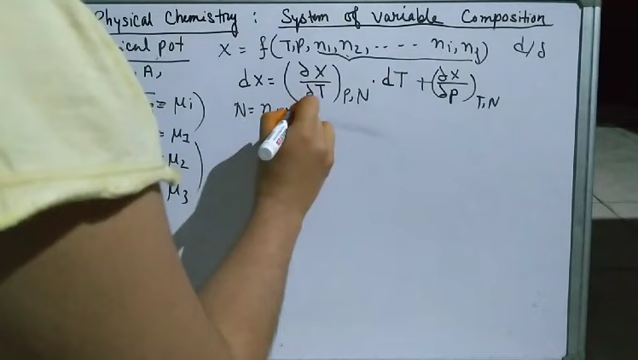 Physical Chemistry : System of variable Composition
ical pot
A,
≡ μi)
= μ1
μ2
μ3
X = f(T,P, n1, n2, ...... ni, nj) d/∂
dX = (∂X/∂T)P,N · dT + (∂X/∂P)T,N
N = n